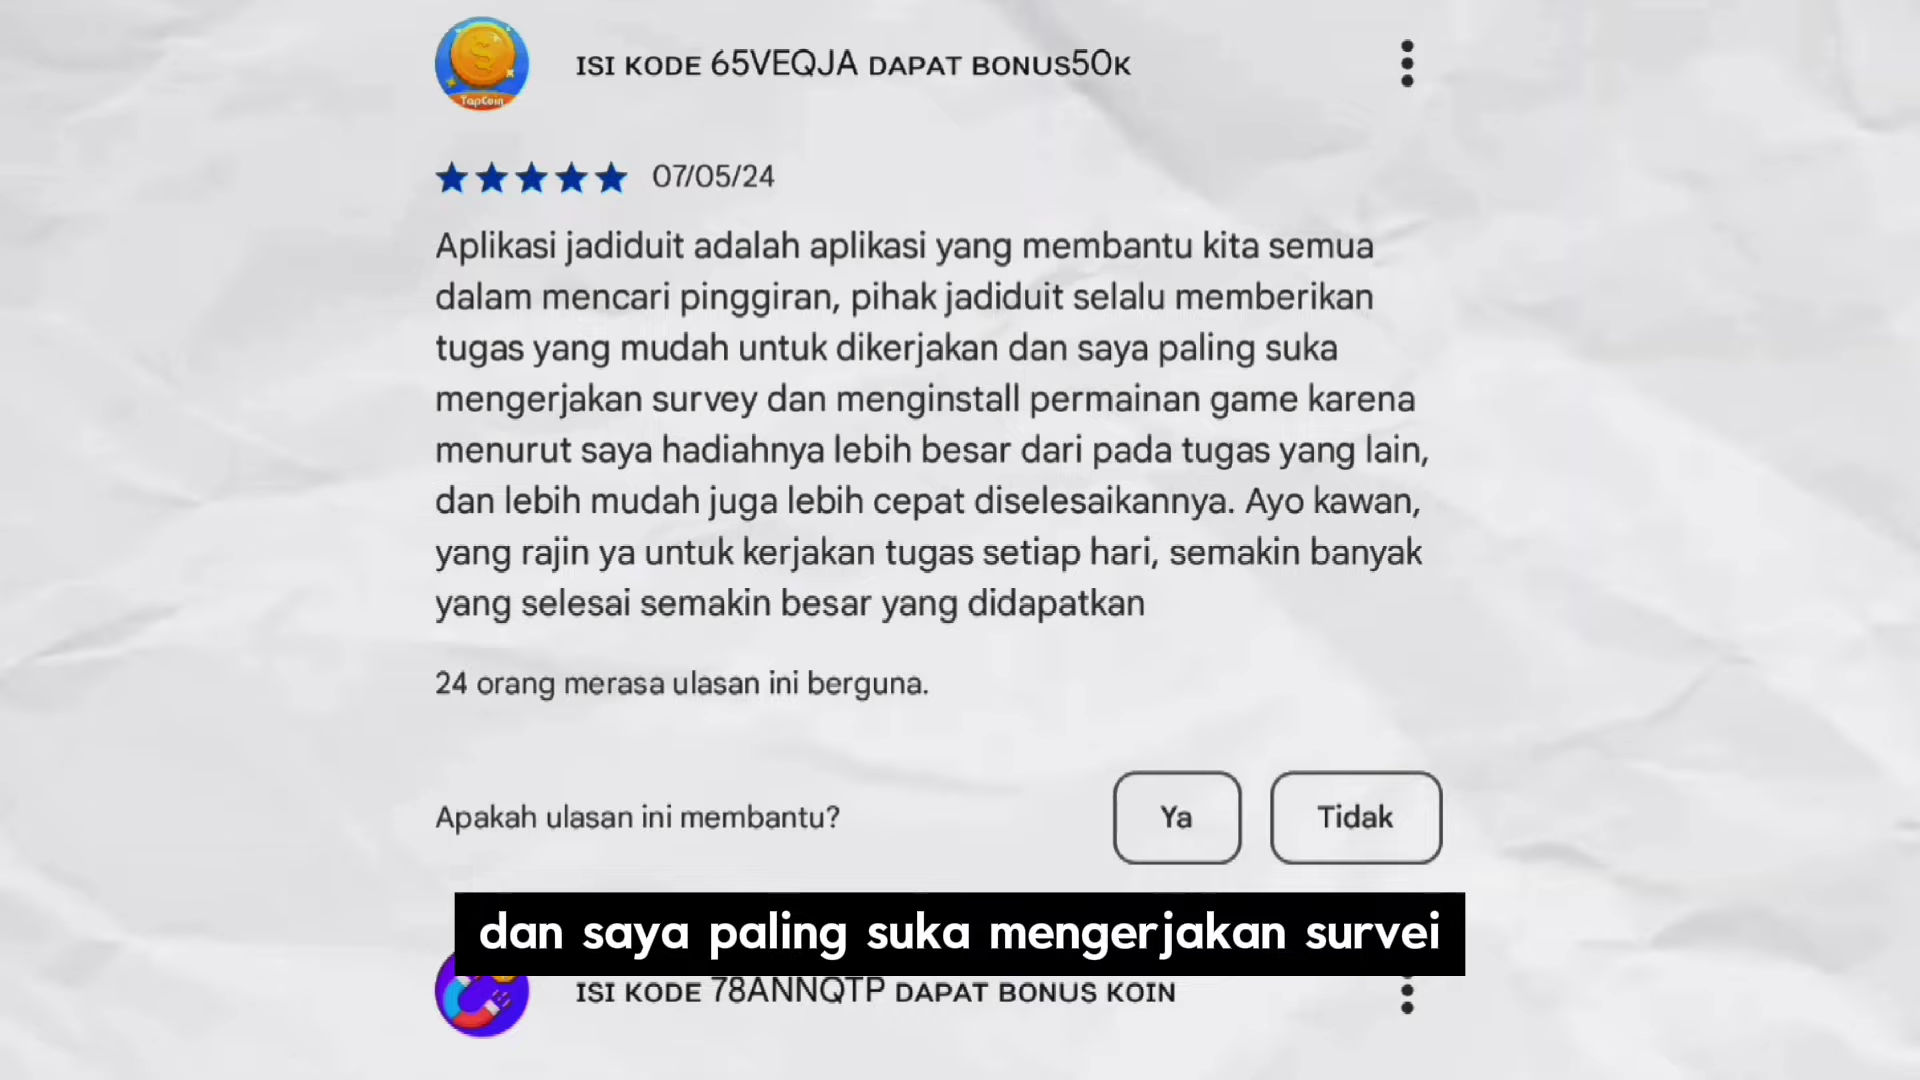 ISI KODE 65VEQJA DAPAT BONUS50K
TapCoin
07/05/24
Aplikasi jadiduit adalah aplikasi yang membantu kita semua
dalam mencari pinggiran, pihak jadiduit selalu memberikan
tugas yang mudah untuk dikerjakan dan saya paling suka
mengerjakan survey dan menginstall permainan game karena
menurut saya hadiahnya lebih besar dari pada tugas yang lain,
dan lebih mudah juga lebih cepat diselesaikannya. Ayo kawan,
yang rajin ya untuk kerjakan tugas setiap hari, semakin banyak
yang selesai semakin besar yang didapatkan
24 orang merasa ulasan ini berguna.
Apakah ulasan ini membantu?
Ya
Tidak
dan saya paling suka mengerjakan survei
ISI KODE 78ANNQTP DAPAT BONUS KOIN